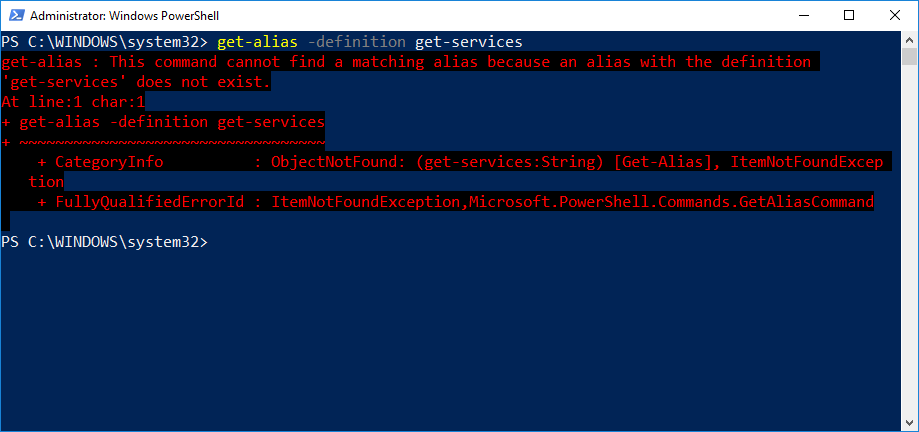 Administrator: Windows PowerShell
PS C:\WINDOWS\system32> get-alias -definition get-services
get-alias : This command cannot find a matching alias because an alias with the definition
'get-services' does not exist.
At line:1 char:1
+ get-alias -definition get-services
+ ~~~~~~~~~~~~~~~~~~~~~~~~~~~~~~~~~~
    + CategoryInfo          : ObjectNotFound: (get-services:String) [Get-Alias], ItemNotFoundExcep
   tion
    + FullyQualifiedErrorId : ItemNotFoundException,Microsoft.PowerShell.Commands.GetAliasCommand
PS C:\WINDOWS\system32>